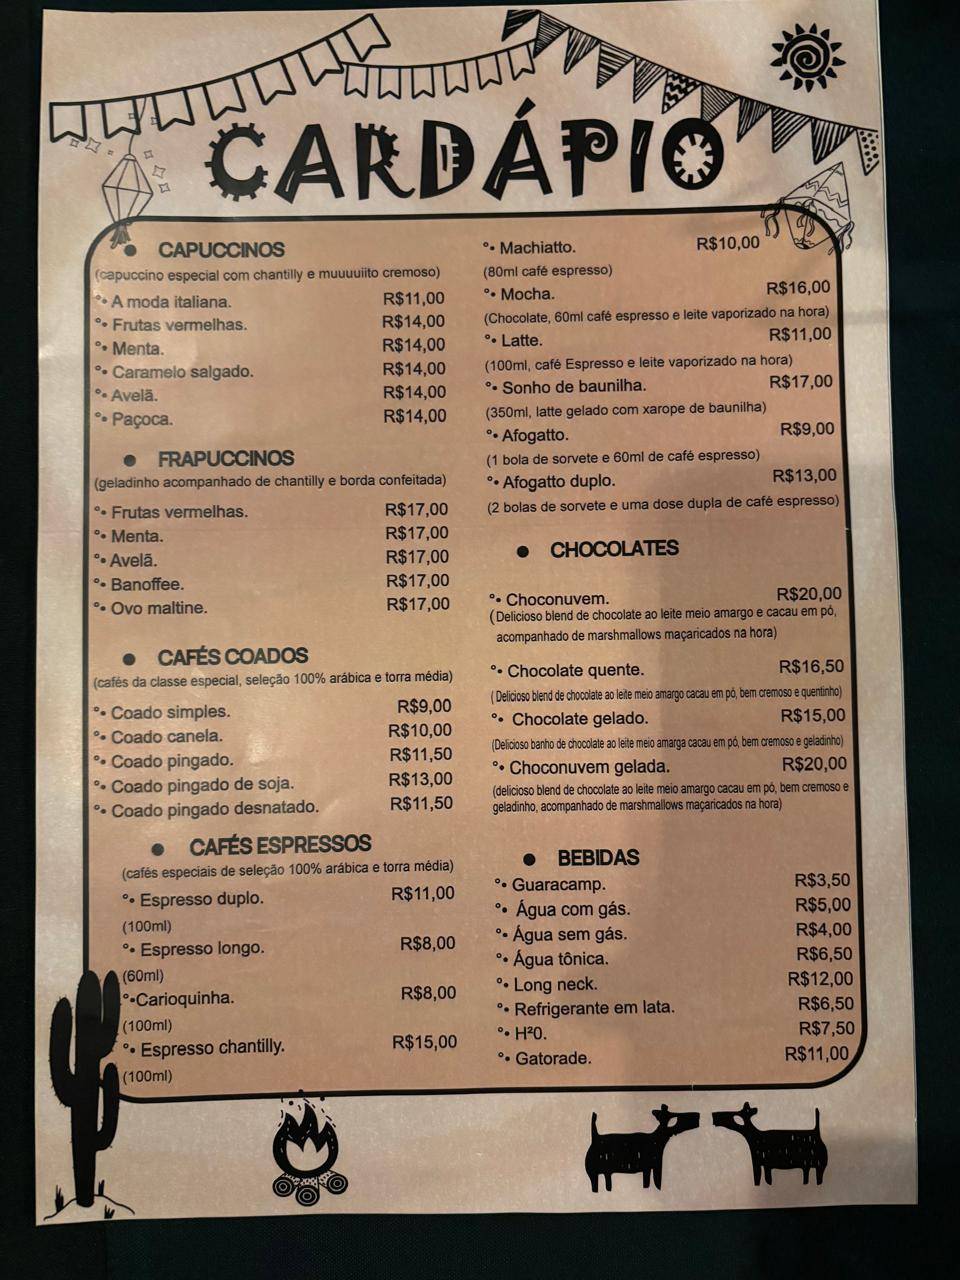 CARDÁPIO
● CAPUCCINOS
(capuccino especial com chantilly e muuuuiito cremoso)
°• A moda italiana. R$11,00
°• Frutas vermelhas. R$14,00
°• Menta. R$14,00
°• Caramelo salgado. R$14,00
°• Avelã. R$14,00
°• Paçoca. R$14,00
● FRAPUCCINOS
(geladinho acompanhado de chantilly e borda confeitada)
°• Frutas vermelhas. R$17,00
°• Menta. R$17,00
°• Avelã. R$17,00
°• Banoffee. R$17,00
°• Ovo maltine. R$17,00
● CAFÉS COADOS
(cafés da classe especial, seleção 100% arábica e torra média)
°• Coado simples. R$9,00
°• Coado canela. R$10,00
°• Coado pingado. R$11,50
°• Coado pingado de soja. R$13,00
°• Coado pingado desnatado. R$11,50
● CAFÉS ESPRESSOS
(cafés especiais de seleção 100% arábica e torra média)
°• Espresso duplo. R$11,00
(100ml)
°• Espresso longo. R$8,00
(60ml)
°•Carioquinha. R$8,00
(100ml)
°• Espresso chantilly. R$15,00
(100ml)
°• Machiatto. R$10,00
(80ml café espresso)
°• Mocha. R$16,00
(Chocolate, 60ml café espresso e leite vaporizado na hora)
°• Latte. R$11,00
(100ml, café Espresso e leite vaporizado na hora)
°• Sonho de baunilha. R$17,00
(350ml, latte gelado com xarope de baunilha)
°• Afogatto. R$9,00
(1 bola de sorvete e 60ml de café espresso)
°• Afogatto duplo. R$13,00
(2 bolas de sorvete e uma dose dupla de café espresso)
● CHOCOLATES
°• Choconuvem. R$20,00
(Delicioso blend de chocolate ao leite meio amargo e cacau em pó,
acompanhado de marshmallows maçaricados na hora)
°• Chocolate quente. R$16,50
( Delicioso blend de chocolate ao leite meio amargo cacau em pó, bem cremoso e quentinho)
°• Chocolate gelado. R$15,00
(Delicioso banho de chocolate ao leite meio amarga cacau em pó, bem cremoso e geladinho)
°• Choconuvem gelada. R$20,00
(delicioso blend de chocolate ao leite meio amargo cacau em pó, bem cremoso e
geladinho, acompanhado de marshmallows maçaricados na hora)
● BEBIDAS
°• Guaracamp. R$3,50
°• Água com gás. R$5,00
°• Água sem gás. R$4,00
°• Água tônica. R$6,50
°• Long neck. R$12,00
°• Refrigerante em lata. R$6,50
°• H²0. R$7,50
°• Gatorade. R$11,00